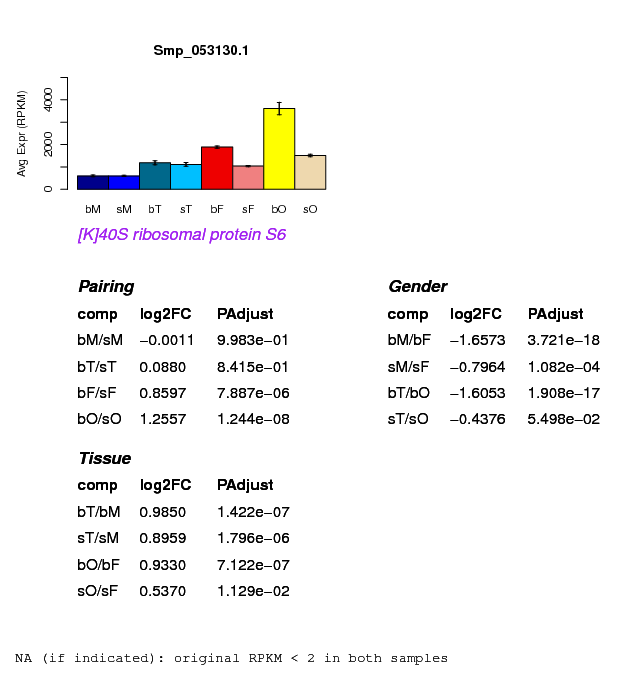 Smp_053130.1
Avg Expr (RPKM)
0 2000 4000
bM sM bT sT bF sF bO sO
[K]40S ribosomal protein S6
Pairing
comp log2FC PAdjust
bM/sM −0.0011 9.983e−01
bT/sT 0.0880 8.415e−01
bF/sF 0.8597 7.887e−06
bO/sO 1.2557 1.244e−08
Gender
comp log2FC PAdjust
bM/bF −1.6573 3.721e−18
sM/sF −0.7964 1.082e−04
bT/bO −1.6053 1.908e−17
sT/sO −0.4376 5.498e−02
Tissue
comp log2FC PAdjust
bT/bM 0.9850 1.422e−07
sT/sM 0.8959 1.796e−06
bO/bF 0.9330 7.122e−07
sO/sF 0.5370 1.129e−02
NA (if indicated): original RPKM < 2 in both samples